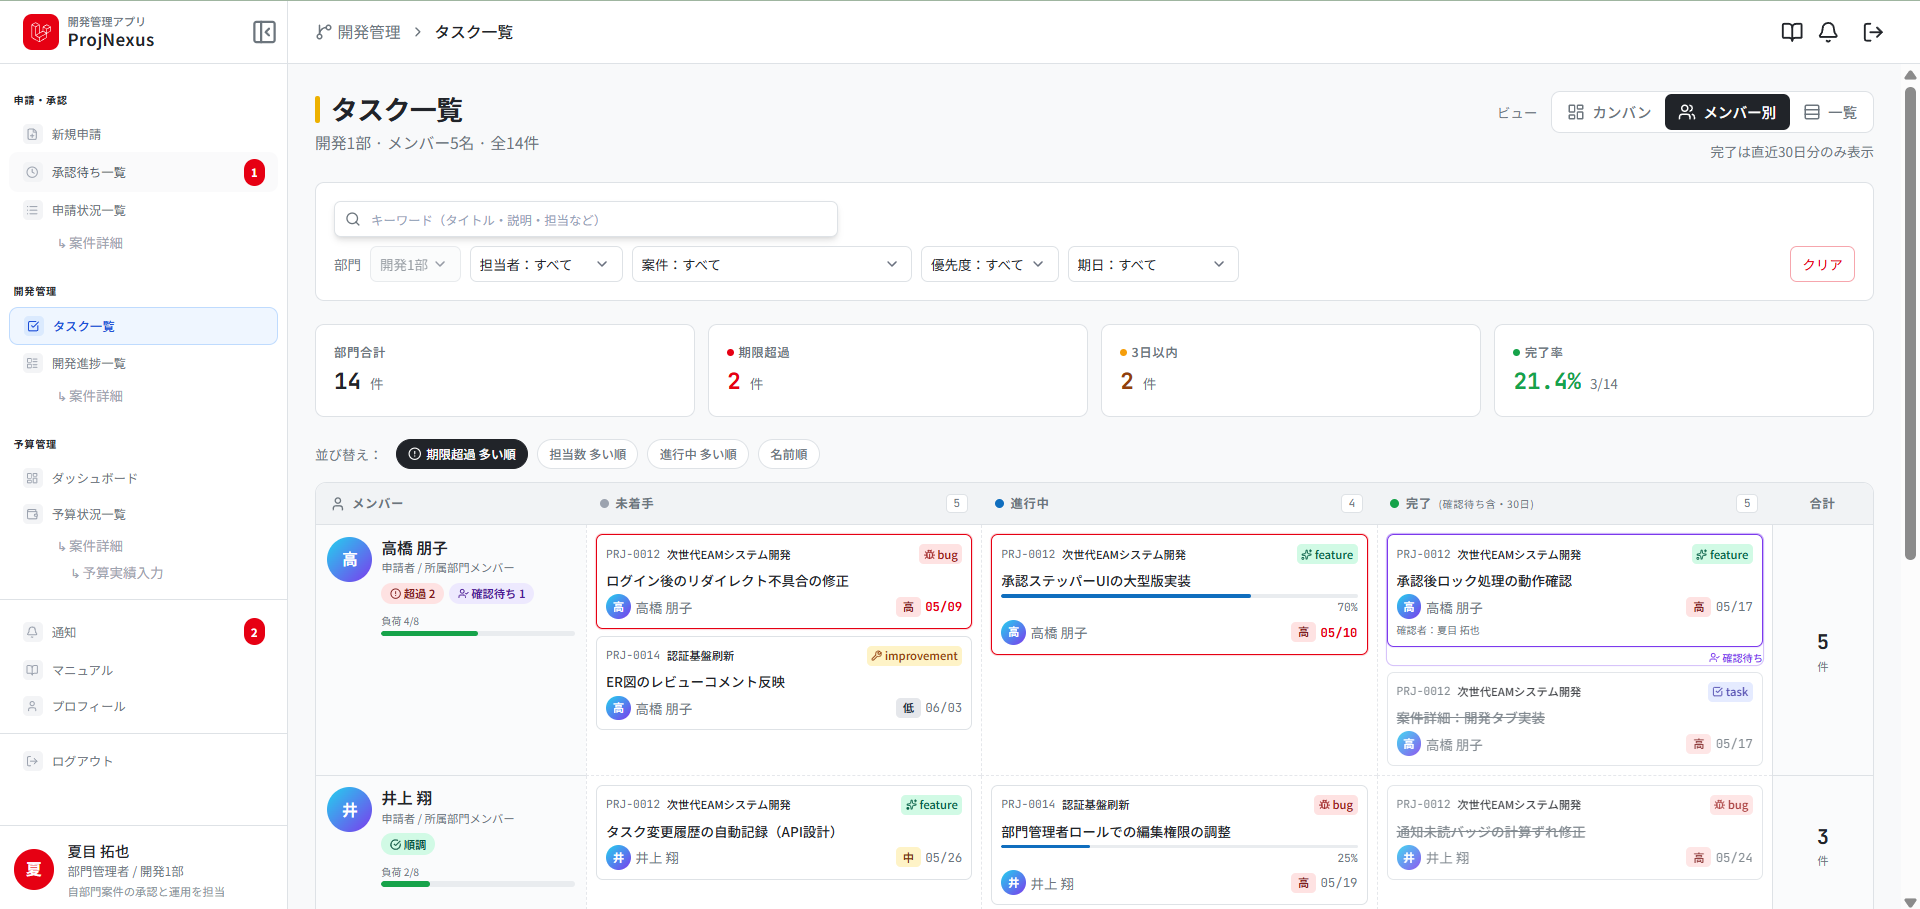 開発管理アプリ
ProjNexus
開発管理 > タスク一覧
申請・承認
新規申請
承認待ち一覧 1
申請状況一覧
↳ 案件詳細
開発管理
タスク一覧
開発進捗一覧
↳ 案件詳細
予算管理
ダッシュボード
予算状況一覧
↳ 案件詳細
↳ 予算実績入力
通知 2
マニュアル
プロフィール
ログアウト
夏
夏目 拓也
部門管理者 / 開発1部
自部門案件の承認と運用を担当
タスク一覧
開発1部 · メンバー5名 · 全14件
ビュー カンバン メンバー別 一覧
完了は直近30日分のみ表示
キーワード（タイトル・説明・担当など）
部門 開発1部 担当者：すべて 案件：すべて 優先度：すべて 期日：すべて クリア
部門合計
14 件
期限超過
2 件
3日以内
2 件
完了率
21.4% 3/14
並び替え： 期限超過 多い順 担当数 多い順 進行中 多い順 名前順
メンバー 未着手 5 進行中 4 完了 (確認待ち含・30日) 5 合計
高
高橋 朋子
申請者 / 所属部門メンバー
超過 2 確認待ち 1
負荷 4/8
PRJ-0012 次世代EAMシステム開発 bug
ログイン後のリダイレクト不具合の修正
高 高橋 朋子 高 05/09
PRJ-0014 認証基盤刷新 improvement
ER図のレビューコメント反映
高 高橋 朋子 低 06/03
PRJ-0012 次世代EAMシステム開発 feature
承認ステッパーUIの大型版実装
70%
高 高橋 朋子 高 05/10
PRJ-0012 次世代EAMシステム開発 feature
承認後ロック処理の動作確認
高 高橋 朋子 高 05/17
確認者：夏目 拓也
確認待ち
PRJ-0012 次世代EAMシステム開発 task
案件詳細：開発タブ実装
高 高橋 朋子 高 05/17
5
件
井
井上 翔
申請者 / 所属部門メンバー
順調
負荷 2/8
PRJ-0012 次世代EAMシステム開発 feature
タスク変更履歴の自動記録（API設計）
井 井上 翔 中 05/26
PRJ-0014 認証基盤刷新 bug
部門管理者ロールでの編集権限の調整
25%
井 井上 翔 高 05/19
PRJ-0012 次世代EAMシステム開発 bug
通知未読バッジの計算ずれ修正
井 井上 翔 高 05/24
3
件